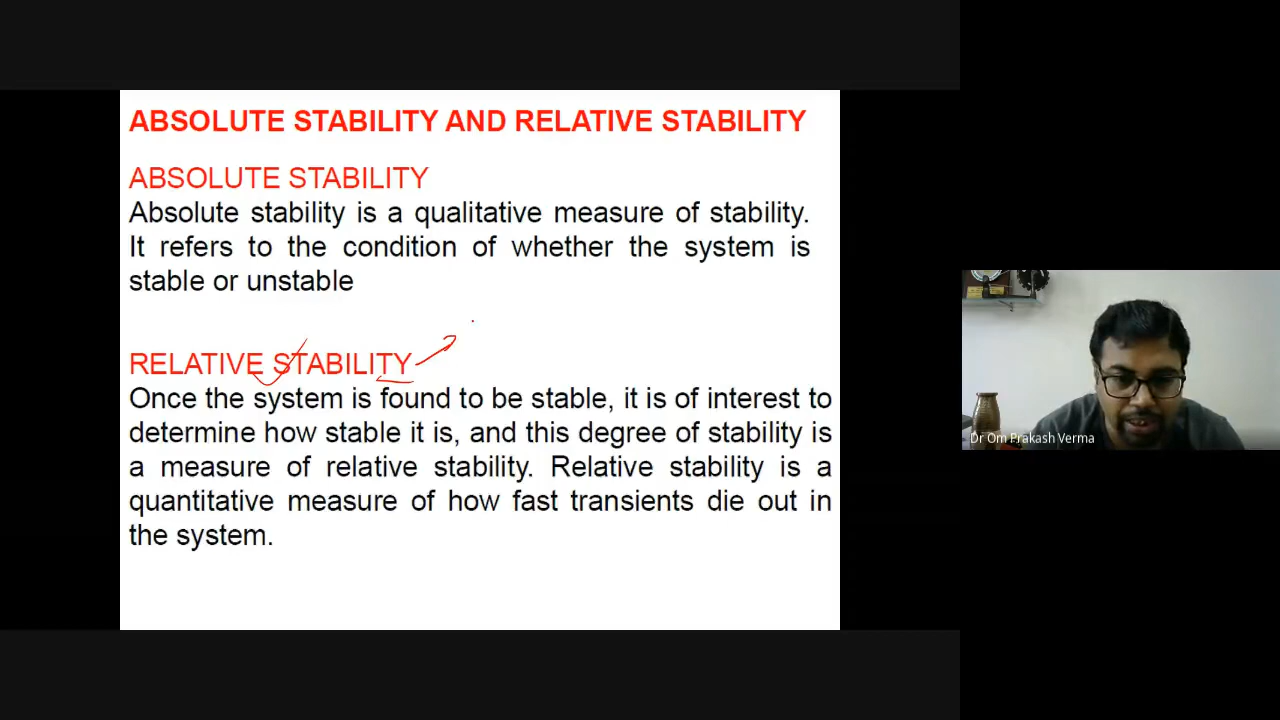 ABSOLUTE STABILITY AND RELATIVE STABILITY
ABSOLUTE STABILITY
Absolute stability is a qualitative measure of stability.
It refers to the condition of whether the system is
stable or unstable
RELATIVE STABILITY
Once the system is found to be stable, it is of interest to
determine how stable it is, and this degree of stability is
a measure of relative stability. Relative stability is a
quantitative measure of how fast transients die out in
the system.
Dr Om Prakash Verma